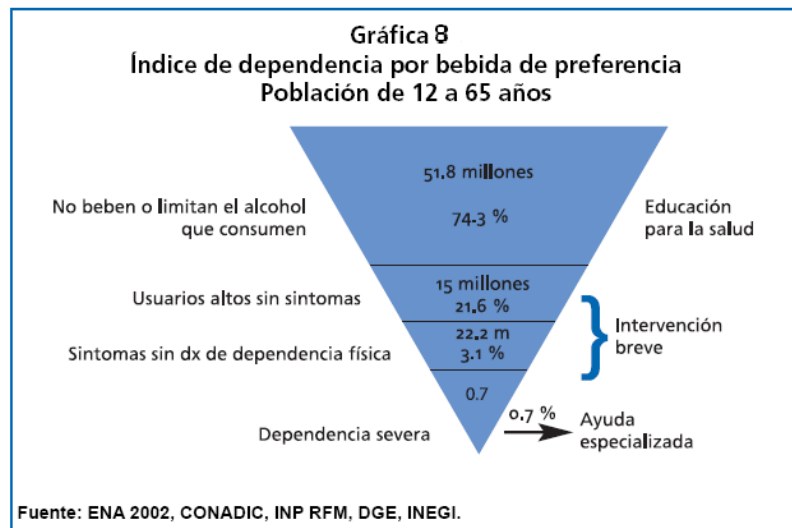 Gráfica 8
Índice de dependencia por bebida de preferencia
Población de 12 a 65 años
51.8 millones
No beben o limitan el alcohol
que consumen
74.3 %
Educación
para la salud
15 millones
Usuarios altos sin sintomas
21.6 %
22.2 m
Sintomas sin dx de dependencia física
3.1 %
Intervención
breve
0.7
0.7 %
Dependencia severa
Ayuda
especializada
Fuente: ENA 2002, CONADIC, INP RFM, DGE, INEGI.